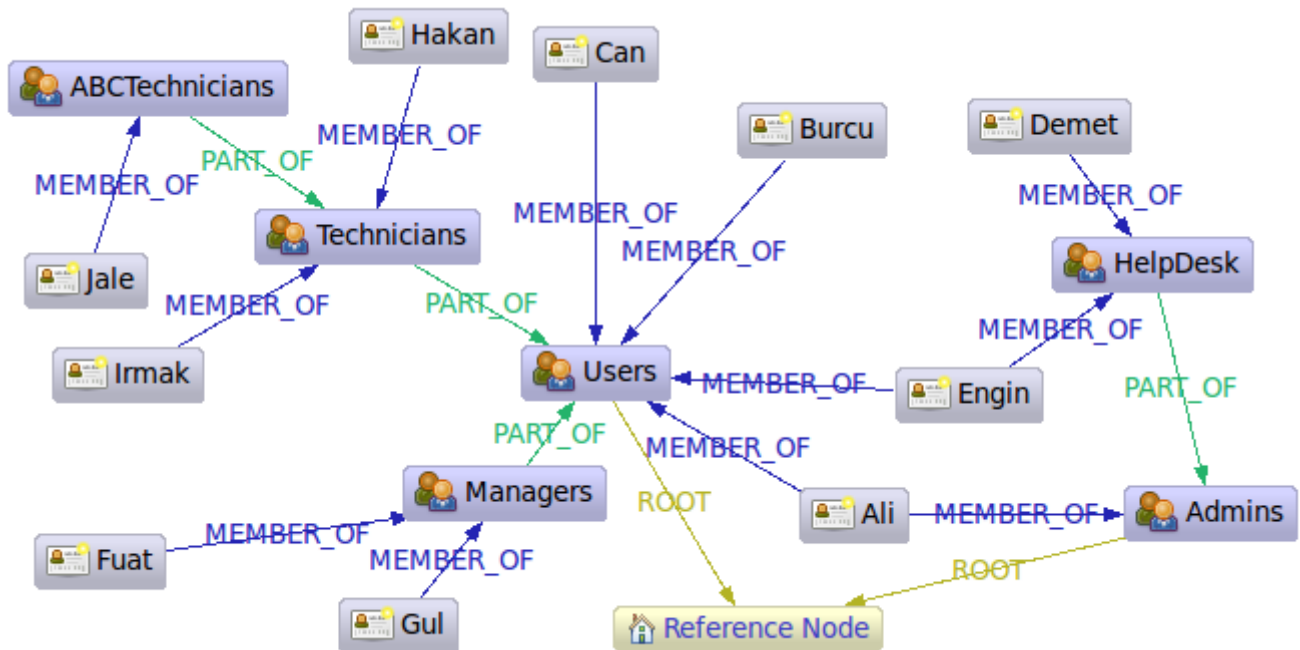 Hakan
Can
ABCTechnicians
Burcu
Demet
MEMBER_OF
PART_OF
MEMBER_OF
MEMBER_OF
MEMBER_OF
Technicians
MEMBER_OF
HelpDesk
Jale
MEMBER_OF
PART_OF
MEMBER_OF
Irmak
Users
MEMBER_OF
Engin
PART_OF
PART_OF
MEMBER_OF
Managers
ROOT
Ali
MEMBER_OF
Admins
MEMBER_OF
Fuat
MEMBER_OF
ROOT
Gul
Reference Node